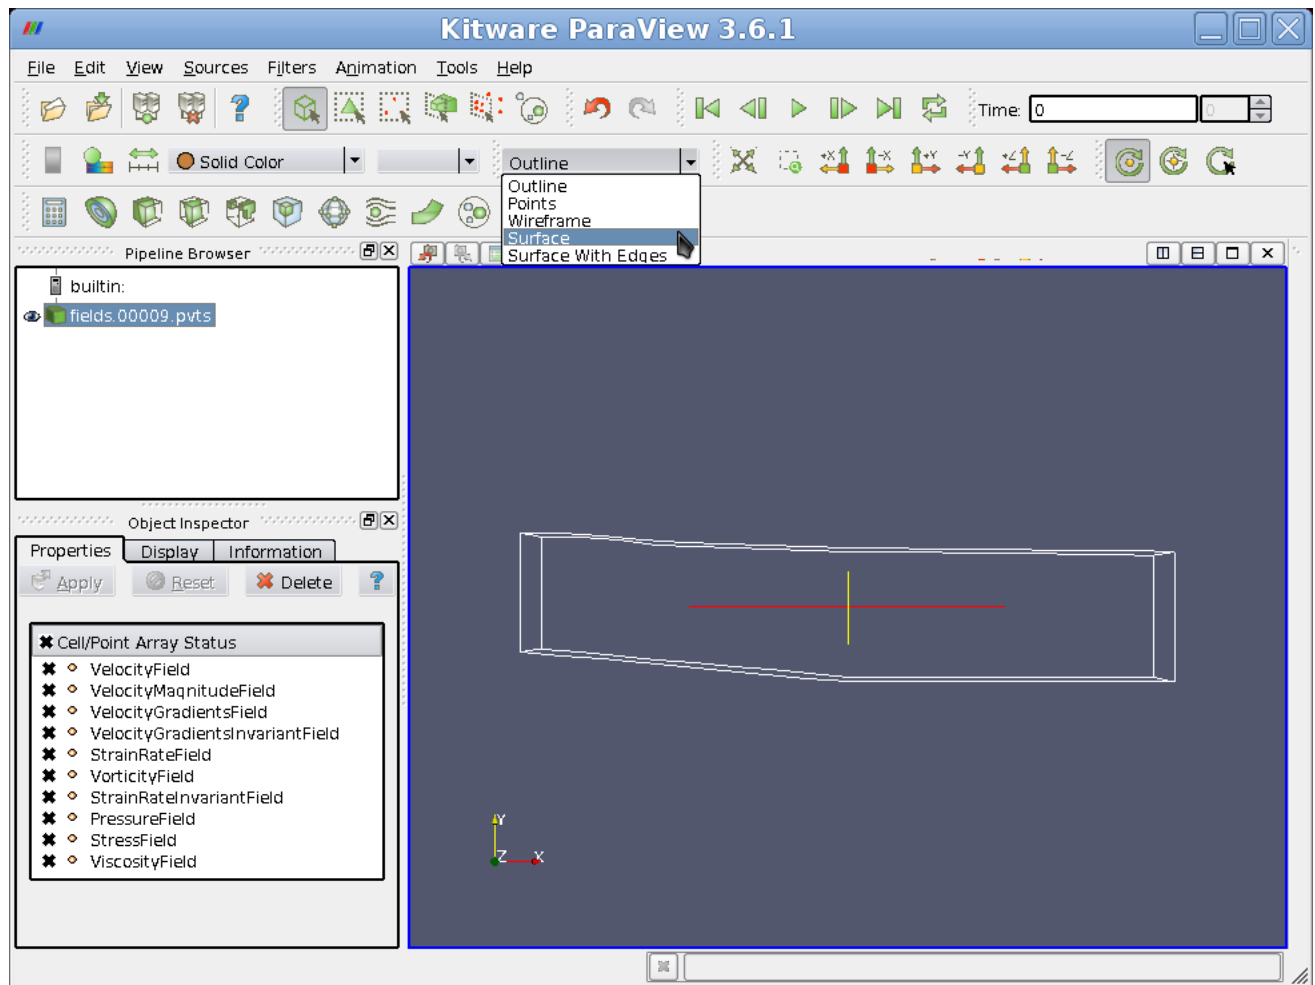 Kitware ParaView 3.6.1
File Edit View Sources Filters Animation Tools Help
Time: 0 0
Solid Color Outline
Outline
Points
Wireframe
Surface
Surface With Edges
Pipeline Browser
builtin:
fields.00009.pvts
Object Inspector
Properties Display Information
Apply Reset Delete ?
Cell/Point Array Status
VelocityField
VelocityMagnitudeField
VelocityGradientsField
VelocityGradientsInvariantField
StrainRateField
VorticityField
StrainRateInvariantField
PressureField
StressField
ViscosityField
Y
Z X